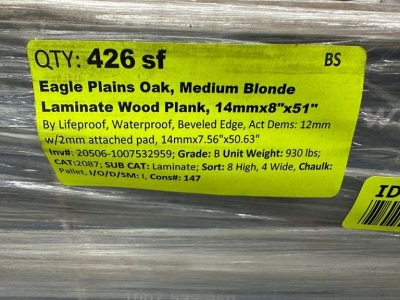 QTY: 426 sf BS
Eagle Plains Oak, Medium Blonde
Laminate Wood Plank, 14mmx8"x51"
By Lifeproof, Waterproof, Beveled Edge, Act Dems: 12mm
w/2mm attached pad, 14mmx7.56"x50.63"
Inv#: 20506-1007532959; Grade: B Unit Weight: 930 lbs;
CAT:2087; SUB CAT: Laminate; Sort: 8 High, 4 Wide, Chaulk:
Pallet, I/O/D/SM: I, Cons#: 147
ID